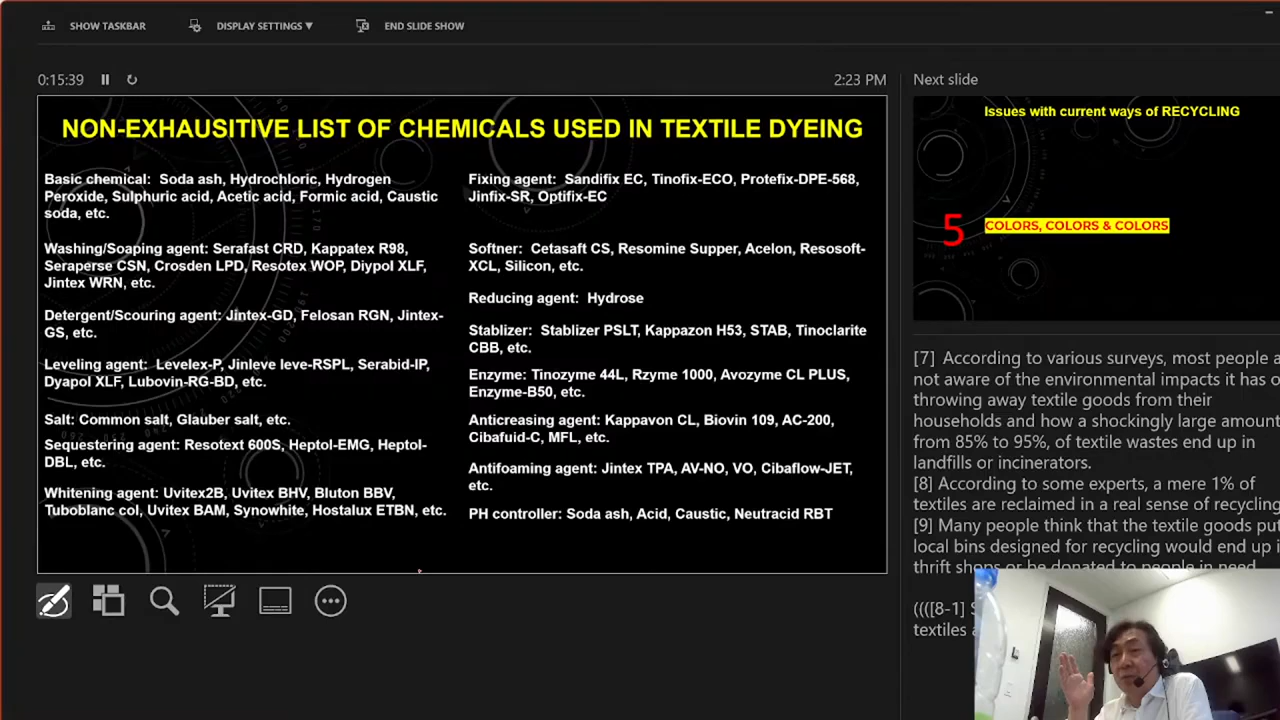 SHOW TASKBAR
DISPLAY SETTINGS ▼
END SLIDE SHOW
0:15:39
2:23 PM
NON-EXHAUSITIVE LIST OF CHEMICALS USED IN TEXTILE DYEING
Basic chemical: Soda ash, Hydrochloric, Hydrogen
Peroxide, Sulphuric acid, Acetic acid, Formic acid, Caustic
soda, etc.
Washing/Soaping agent: Serafast CRD, Kappatex R98,
Seraperse CSN, Crosden LPD, Resotex WOP, Diypol XLF,
Jintex WRN, etc.
Detergent/Scouring agent: Jintex-GD, Felosan RGN, Jintex-
GS, etc.
Leveling agent: Levelex-P, Jinleve leve-RSPL, Serabid-IP,
Dyapol XLF, Lubovin-RG-BD, etc.
Salt: Common salt, Glauber salt, etc.
Sequestering agent: Resotext 600S, Heptol-EMG, Heptol-
DBL, etc.
Whitening agent: Uvitex2B, Uvitex BHV, Bluton BBV,
Tuboblanc col, Uvitex BAM, Synowhite, Hostalux ETBN, etc.
Fixing agent: Sandifix EC, Tinofix-ECO, Protefix-DPE-568,
Jinfix-SR, Optifix-EC
Softner: Cetasaft CS, Resomine Supper, Acelon, Resosoft-
XCL, Silicon, etc.
Reducing agent: Hydrose
Stablizer: Stablizer PSLT, Kappazon H53, STAB, Tinoclarite
CBB, etc.
Enzyme: Tinozyme 44L, Rzyme 1000, Avozyme CL PLUS,
Enzyme-B50, etc.
Anticreasing agent: Kappavon CL, Biovin 109, AC-200,
Cibafuid-C, MFL, etc.
Antifoaming agent: Jintex TPA, AV-NO, VO, Cibaflow-JET,
etc.
PH controller: Soda ash, Acid, Caustic, Neutracid RBT
Next slide
Issues with current ways of RECYCLING
5
COLORS, COLORS & COLORS
[7] According to various surveys, most people a
not aware of the environmental impacts it has o
throwing away textile goods from their
households and how a shockingly large amount
from 85% to 95%, of textile wastes end up in
landfills or incinerators.
[8] According to some experts, a mere 1% of
textiles are reclaimed in a real sense of recycling
[9] Many people think that the textile goods put
local bins designed for recycling would end up i
thrift shops or be donated to people in need
((([8-1] S
textiles a